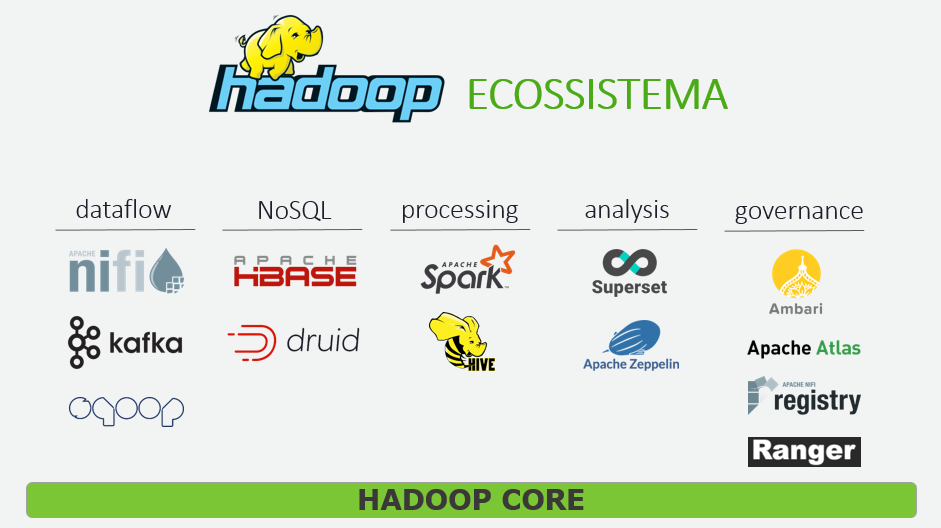 hadoop ECOSSISTEMA
dataflow
NoSQL
processing
analysis
governance
APACHE
nifi
kafka
sqoop
APACHE
HBASE
druid
APACHE
Spark™
HIVE
Superset
Apache Zeppelin
Ambari
Apache Atlas
APACHE NIFI
registry
Ranger
HADOOP CORE